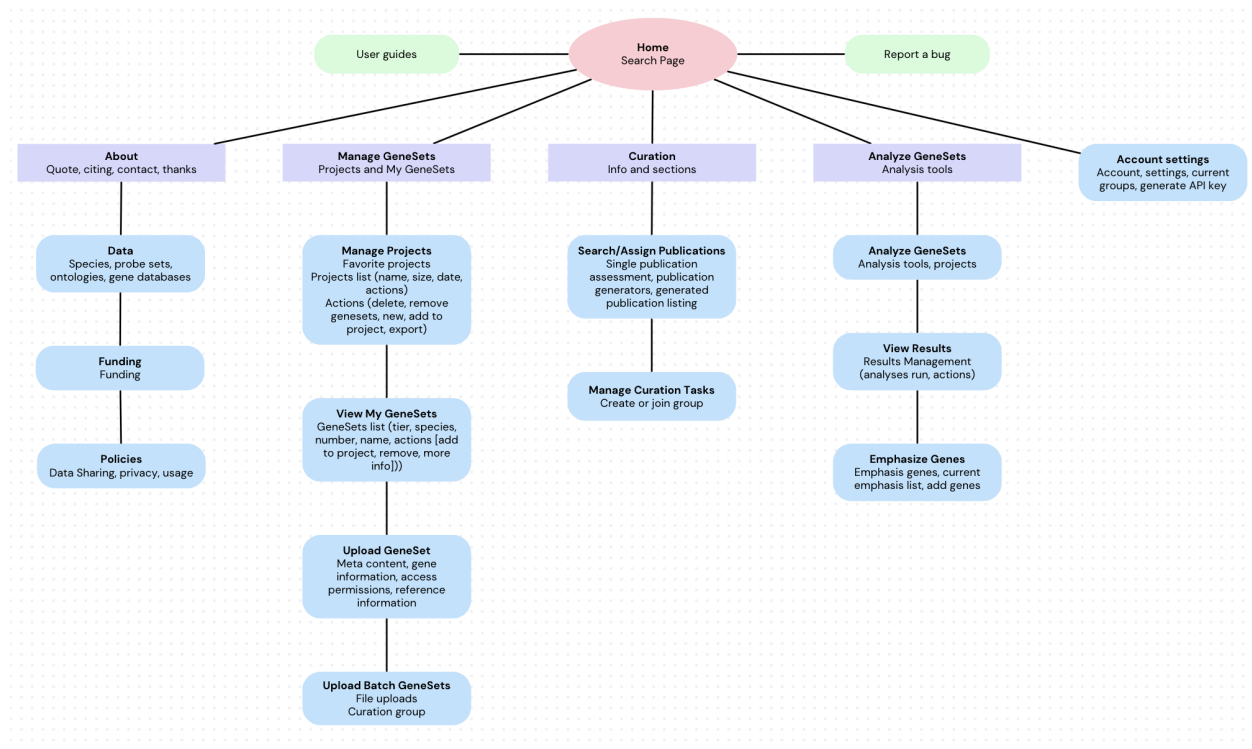 User guides
Home
Search Page
Report a bug
About
Quote, citing, contact, thanks
Manage GeneSets
Projects and My GeneSets
Curation
Info and sections
Analyze GeneSets
Analysis tools
Account settings
Account, settings, current
groups, generate API key
Data
Species, probe sets,
ontologies, gene databases
Funding
Funding
Policies
Data Sharing, privacy, usage
Manage Projects
Favorite projects
Projects list (name, size, date,
actions)
Actions (delete, remove
genesets, new, add to
project, export)
View My GeneSets
GeneSets list (tier, species,
number, name, actions [add
to project, remove, more
info]))
Upload GeneSet
Meta content, gene
information, access
permissions, reference
information
Upload Batch GeneSets
File uploads
Curation group
Search/Assign Publications
Single publication
assessment, publication
generators, generated
publication listing
Manage Curation Tasks
Create or join group
Analyze GeneSets
Analysis tools, projects
View Results
Results Management
(analyses run, actions)
Emphasize Genes
Emphasis genes, current
emphasis list, add genes